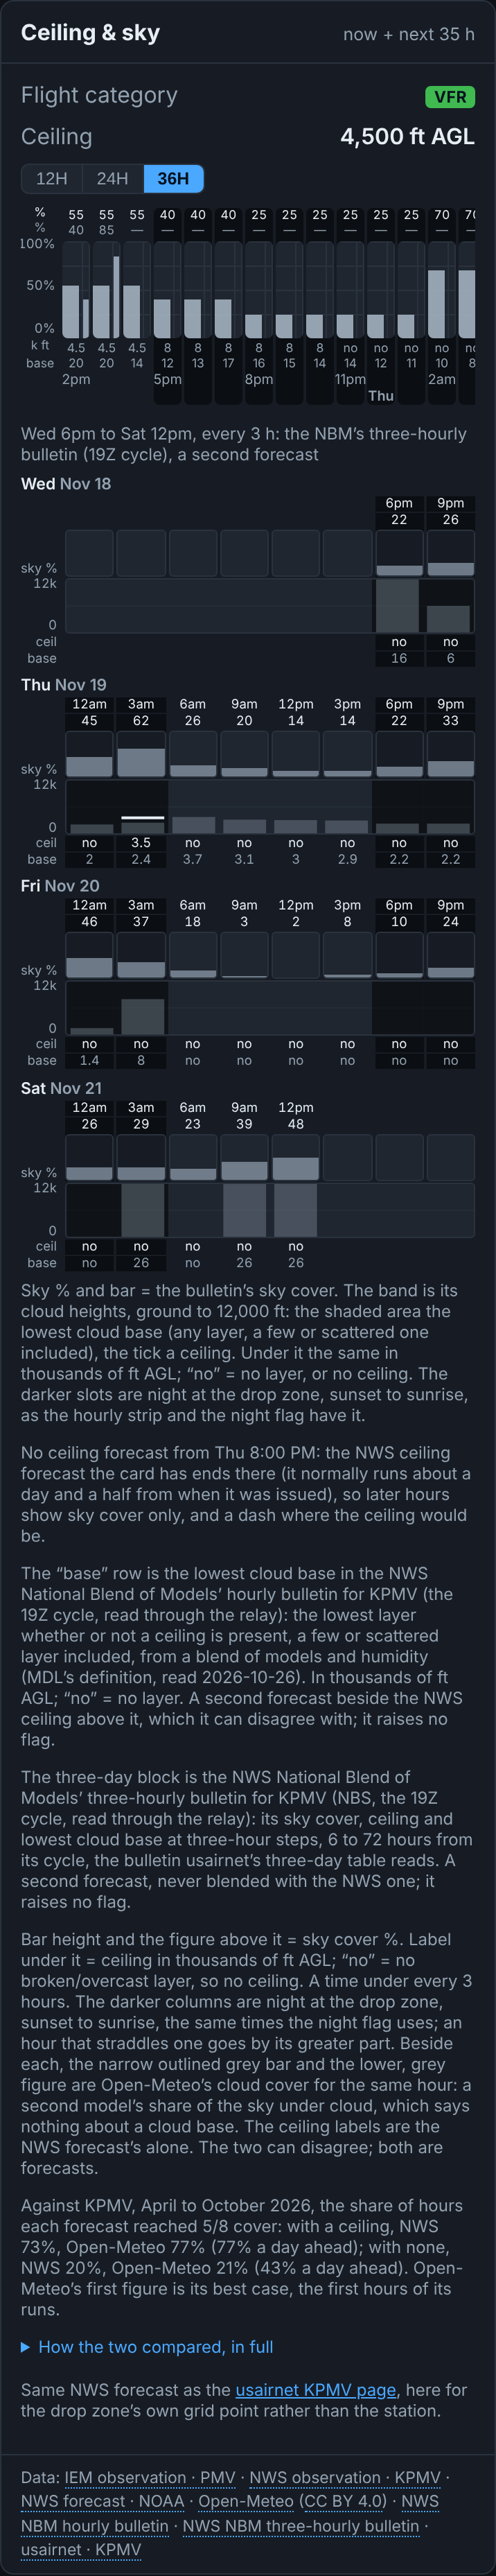 Ceiling & sky
now + next 35 h
Flight category
VFR
Ceiling
4,500 ft AGL
12H 24H 36H
% 55 55 55 40 40 40 25 25 25 25 25 25 70 70
% 40 85 — — — — — — — — — — — —
100%
50%
0%
k ft 4.5 4.5 4.5 8 8 8 8 8 8 no no no no no
base 20 20 14 12 13 17 16 15 14 14 12 11 10 8
2pm 5pm 8pm 11pm 2am
Thu
Wed 6pm to Sat 12pm, every 3 h: the NBM’s three-hourly
bulletin (19Z cycle), a second forecast
Wed Nov 18
6pm 9pm
22 26
sky %
12k
0
ceil no no
base 16 6
Thu Nov 19
12am 3am 6am 9am 12pm 3pm 6pm 9pm
45 62 26 20 14 14 22 33
sky %
12k
0
ceil no 3.5 no no no no no no
base 2 2.4 3.7 3.1 3 2.9 2.2 2.2
Fri Nov 20
12am 3am 6am 9am 12pm 3pm 6pm 9pm
46 37 18 3 2 8 10 24
sky %
12k
0
ceil no no no no no no no no
base 1.4 8 no no no no no no
Sat Nov 21
12am 3am 6am 9am 12pm
26 29 23 39 48
sky %
12k
0
ceil no no no no no
base no 26 no 26 26
Sky % and bar = the bulletin’s sky cover. The band is its
cloud heights, ground to 12,000 ft: the shaded area the
lowest cloud base (any layer, a few or scattered one
included), the tick a ceiling. Under it the same in
thousands of ft AGL; “no” = no layer, or no ceiling. The
darker slots are night at the drop zone, sunset to sunrise,
as the hourly strip and the night flag have it.
No ceiling forecast from Thu 8:00 PM: the NWS ceiling
forecast the card has ends there (it normally runs about a
day and a half from when it was issued), so later hours
show sky cover only, and a dash where the ceiling would
be.
The “base” row is the lowest cloud base in the NWS
National Blend of Models’ hourly bulletin for KPMV (the
19Z cycle, read through the relay): the lowest layer
whether or not a ceiling is present, a few or scattered
layer included, from a blend of models and humidity
(MDL’s definition, read 2026-10-26). In thousands of ft
AGL; “no” = no layer. A second forecast beside the NWS
ceiling above it, which it can disagree with; it raises no
flag.
The three-day block is the NWS National Blend of
Models’ three-hourly bulletin for KPMV (NBS, the 19Z
cycle, read through the relay): its sky cover, ceiling and
lowest cloud base at three-hour steps, 6 to 72 hours from
its cycle, the bulletin usairnet’s three-day table reads. A
second forecast, never blended with the NWS one; it
raises no flag.
Bar height and the figure above it = sky cover %. Label
under it = ceiling in thousands of ft AGL; “no” = no
broken/overcast layer, so no ceiling. A time under every 3
hours. The darker columns are night at the drop zone,
sunset to sunrise, the same times the night flag uses; an
hour that straddles one goes by its greater part. Beside
each, the narrow outlined grey bar and the lower, grey
figure are Open-Meteo’s cloud cover for the same hour: a
second model’s share of the sky under cloud, which says
nothing about a cloud base. The ceiling labels are the
NWS forecast’s alone. The two can disagree; both are
forecasts.
Against KPMV, April to October 2026, the share of hours
each forecast reached 5/8 cover: with a ceiling, NWS
73%, Open-Meteo 77% (77% a day ahead); with none,
NWS 20%, Open-Meteo 21% (43% a day ahead). Open-
Meteo’s first figure is its best case, the first hours of its
runs.
▶ How the two compared, in full
Same NWS forecast as the usairnet KPMV page, here for
the drop zone’s own grid point rather than the station.
Data: IEM observation · PMV · NWS observation · KPMV ·
NWS forecast · NOAA · Open-Meteo (CC BY 4.0) · NWS
NBM hourly bulletin · NWS NBM three-hourly bulletin ·
usairnet · KPMV